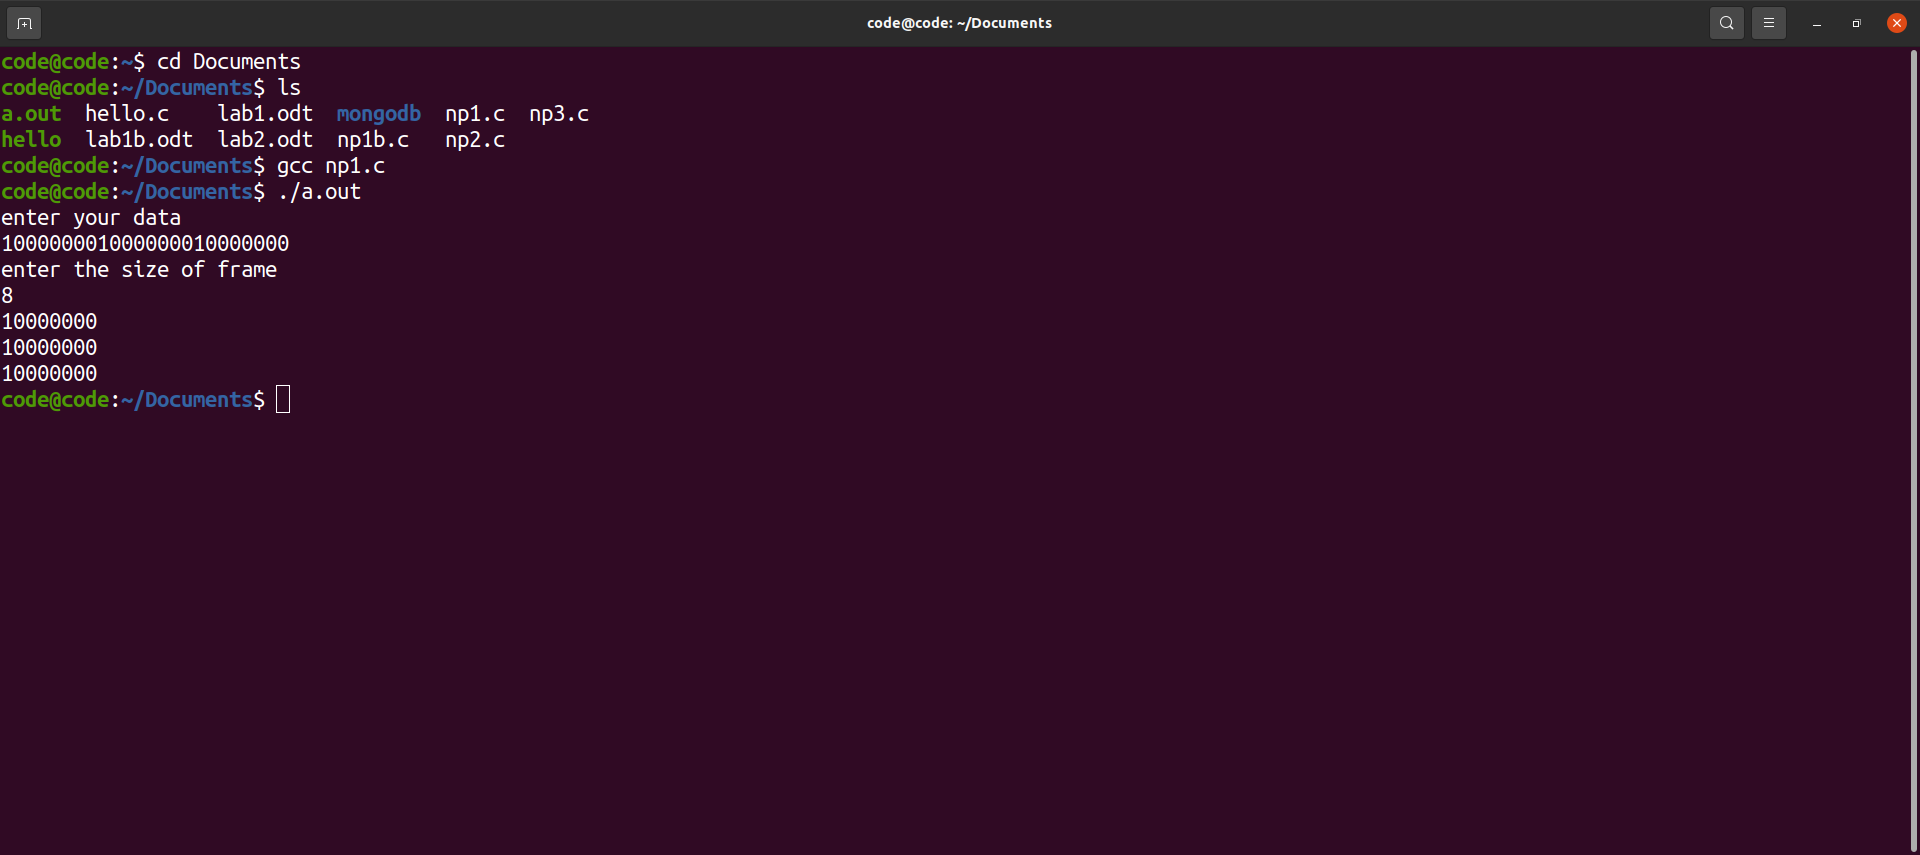 code@code: ~/Documents
code@code:~$ cd Documents
code@code:~/Documents$ ls
a.out  hello.c    lab1.odt  mongodb  np1.c  np3.c
hello  lab1b.odt  lab2.odt  np1b.c   np2.c
code@code:~/Documents$ gcc np1.c
code@code:~/Documents$ ./a.out
enter your data
100000001000000010000000
enter the size of frame
8
10000000
10000000
10000000
code@code:~/Documents$